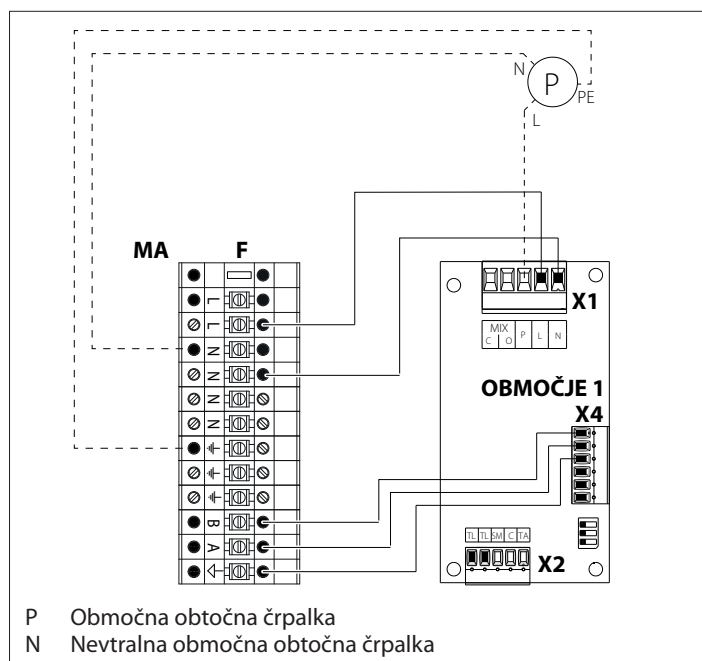 N
P
PE
L
MA F
L
L
N
N
N
N
B
A
X1
MIX
C O P L N
OBMOČJE 1
X4
TL TL SM C TA
X2
P Območna obtočna črpalka
N Nevtralna območna obtočna črpalka